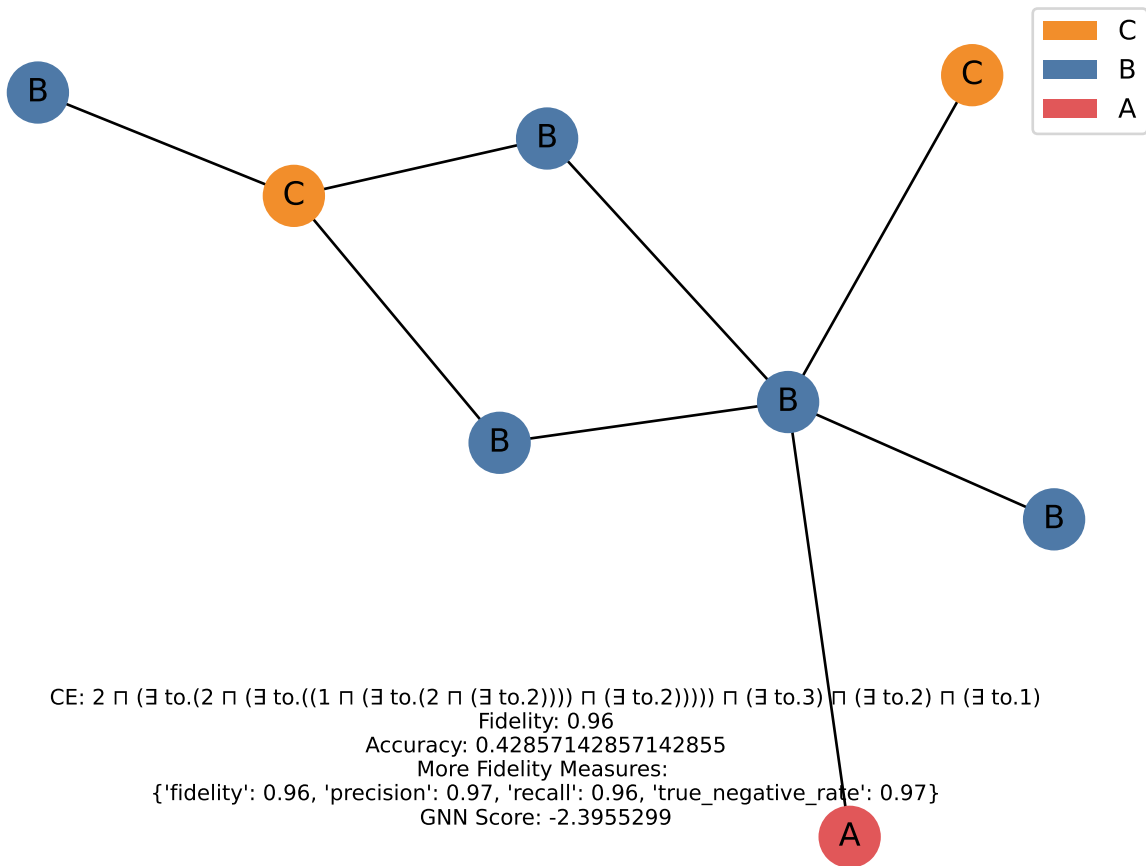 C
B
A
B
C
B
C
B
B
B
A
CE: 2 ⊓ (∃ to.(2 ⊓ (∃ to.((1 ⊓ (∃ to.(2 ⊓ (∃ to.2)))) ⊓ (∃ to.2))))) ⊓ (∃ to.3) ⊓ (∃ to.2) ⊓ (∃ to.1)
Fidelity: 0.96
Accuracy: 0.42857142857142855
More Fidelity Measures:
{'fidelity': 0.96, 'precision': 0.97, 'recall': 0.96, 'true_negative_rate': 0.97}
GNN Score: -2.3955299